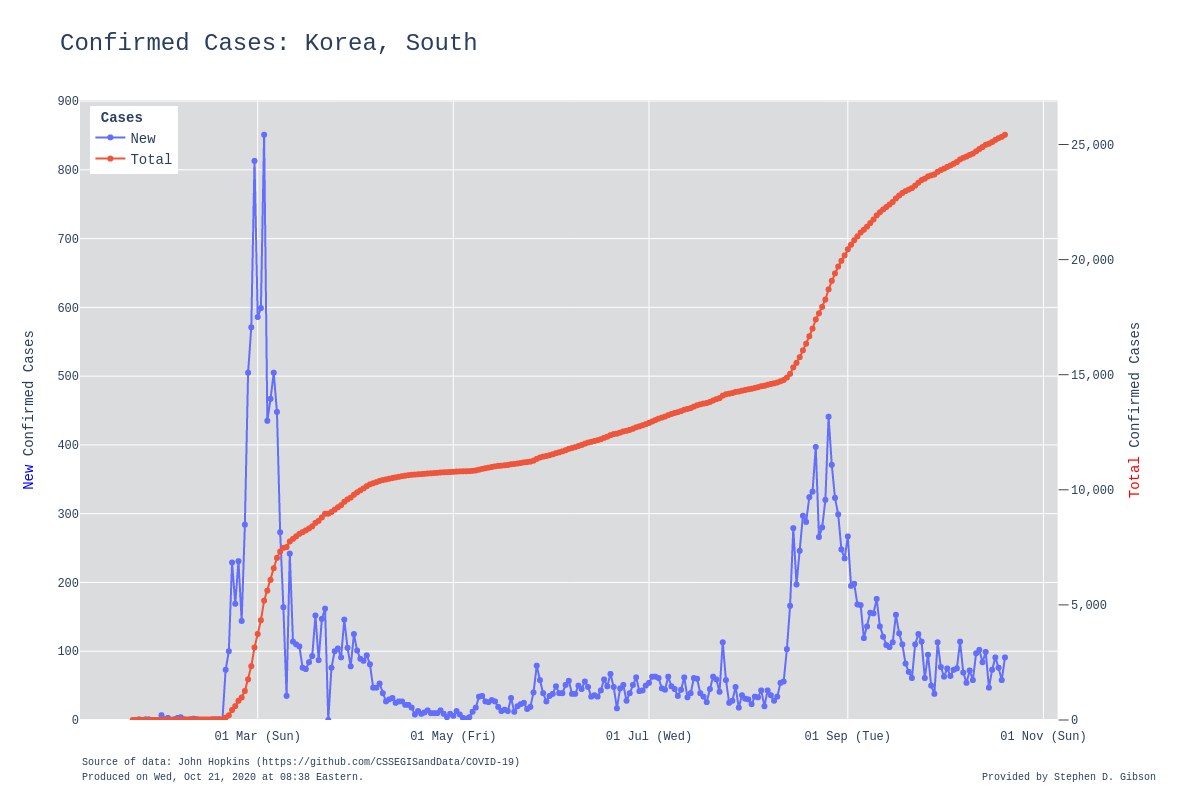 Confirmed Cases: Korea, South
Cases
New
Total
900
800
700
600
500
400
300
200
100
0
25,000
20,000
15,000
10,000
5,000
0
New Confirmed Cases
Total Confirmed Cases
01 Mar (Sun) 01 May (Fri) 01 Jul (Wed) 01 Sep (Tue) 01 Nov (Sun)
Source of data: John Hopkins (https://github.com/CSSEGISandData/COVID-19)
Produced on Wed, Oct 21, 2020 at 08:38 Eastern.
Provided by Stephen D. Gibson